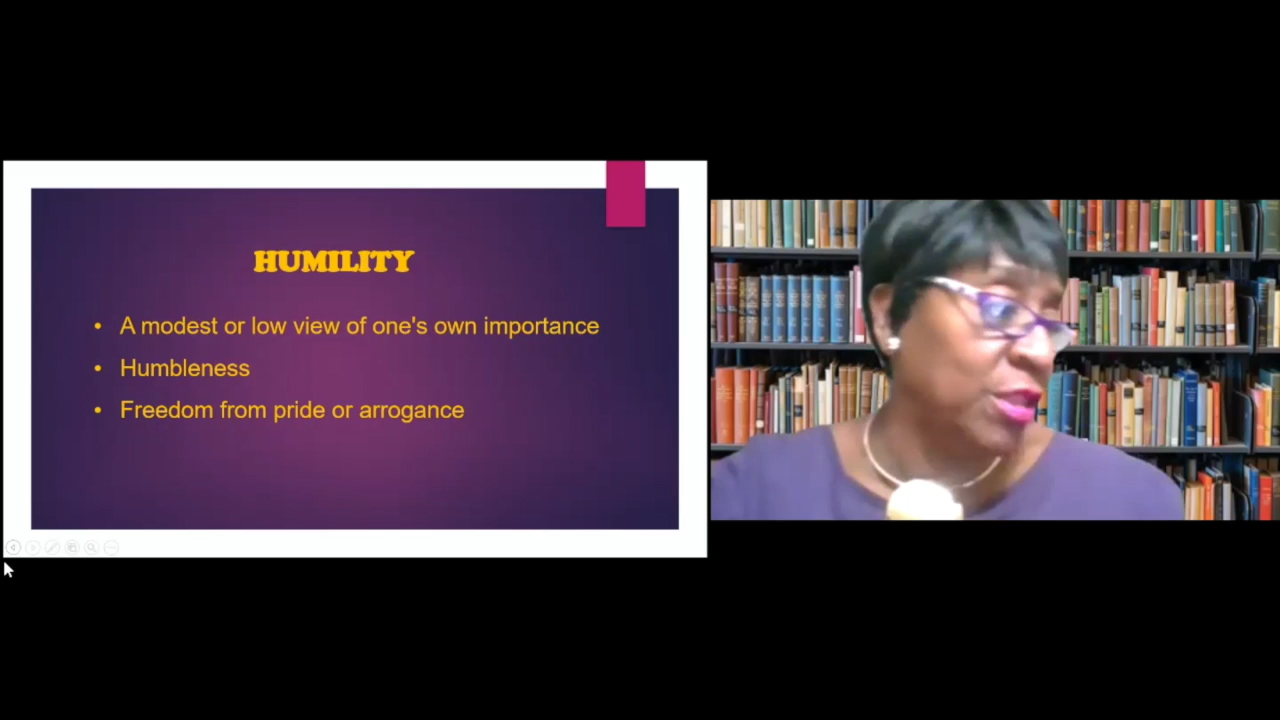 HUMILITY
• A modest or low view of one's own importance
• Humbleness
• Freedom from pride or arrogance